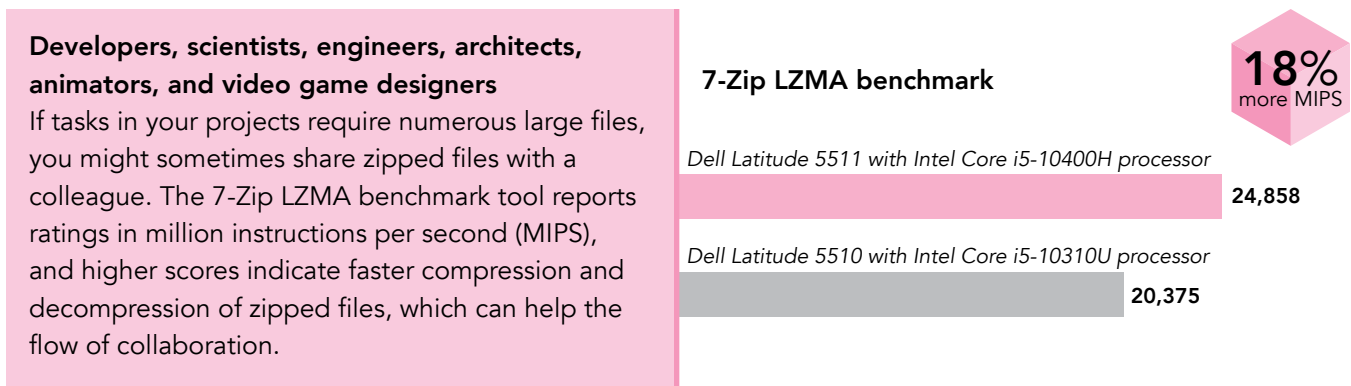 Developers, scientists, engineers, architects,
animators, and video game designers
If tasks in your projects require numerous large files,
you might sometimes share zipped files with a
colleague. The 7-Zip LZMA benchmark tool reports
ratings in million instructions per second (MIPS),
and higher scores indicate faster compression and
decompression of zipped files, which can help the
flow of collaboration.
7-Zip LZMA benchmark
18%
more MIPS
Dell Latitude 5511 with Intel Core i5-10400H processor
24,858
Dell Latitude 5510 with Intel Core i5-10310U processor
20,375